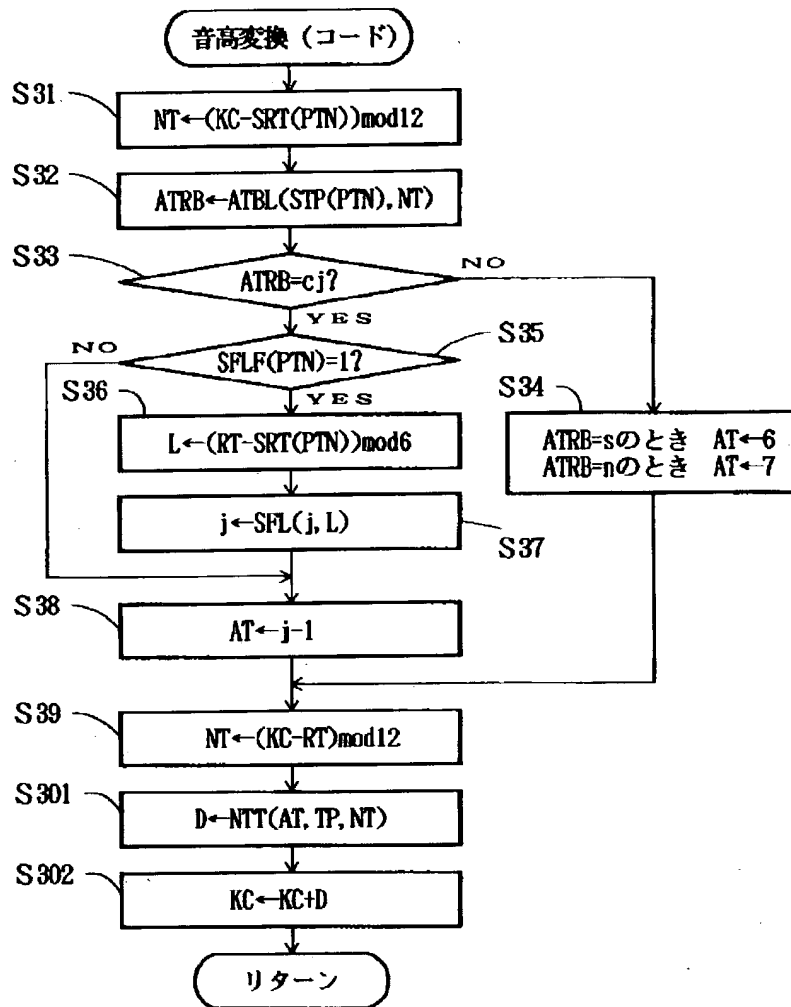 音高変換(コード)
S31
NT←(KC-SRT(PTN))mod12
S32
ATRB←ATBL(STP(PTN),NT)
S33
ATRB=cj?
NO
YES
S35
NO
SFLF(PTN)=1?
S36
YES
S34
L←(RT-SRT(PTN))mod6
ATRB=sのとき AT←6
ATRB=nのとき AT←7
j←SFL(j,L)
S37
S38
AT←j-1
S39
NT←(KC-RT)mod12
S301
D←NTT(AT,TP,NT)
S302
KC←KC+D
リターン